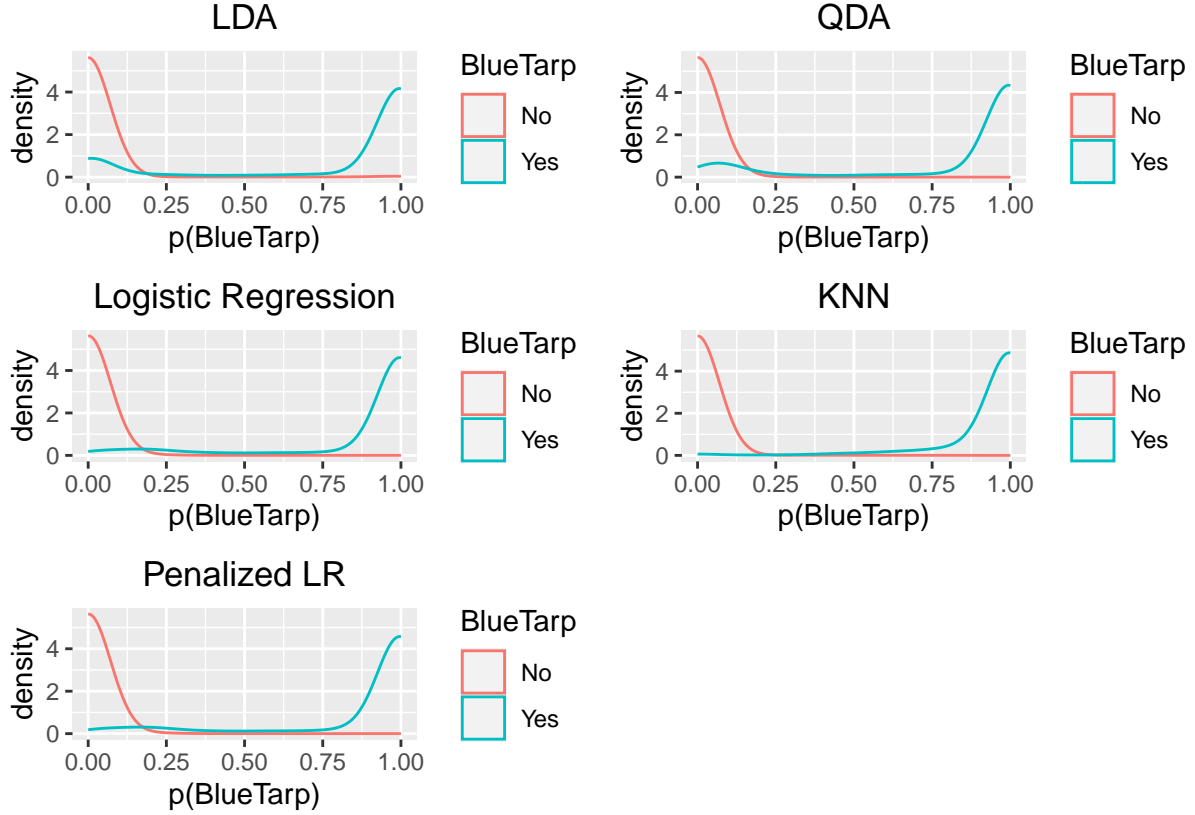 LDA
density
4
2
0
0.00 0.25 0.50 0.75 1.00
p(BlueTarp)
BlueTarp
No
Yes
QDA
density
4
2
0
0.00 0.25 0.50 0.75 1.00
p(BlueTarp)
BlueTarp
No
Yes
Logistic Regression
density
4
2
0
0.00 0.25 0.50 0.75 1.00
p(BlueTarp)
BlueTarp
No
Yes
KNN
density
4
2
0
0.00 0.25 0.50 0.75 1.00
p(BlueTarp)
BlueTarp
No
Yes
Penalized LR
density
4
2
0
0.00 0.25 0.50 0.75 1.00
p(BlueTarp)
BlueTarp
No
Yes